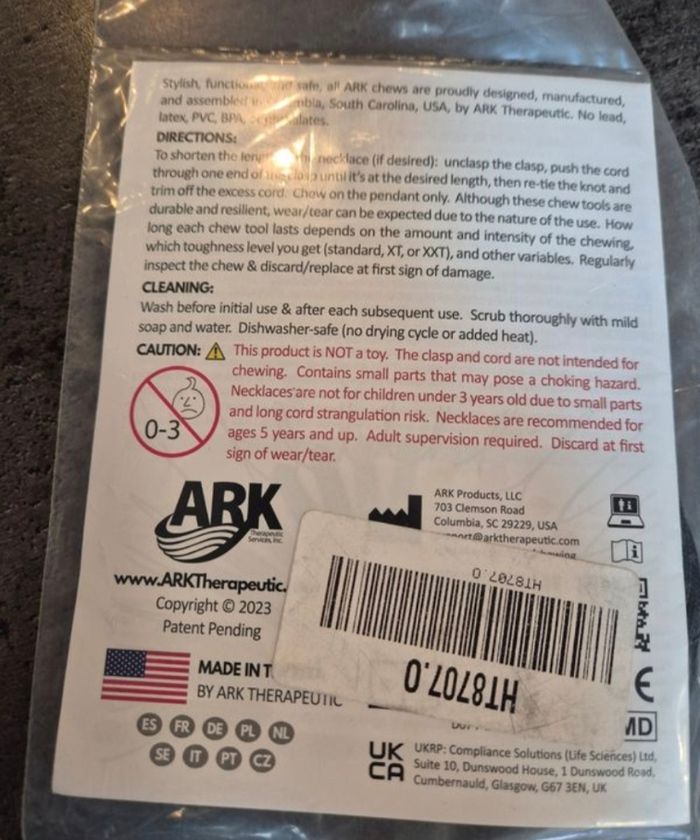 Stylish, functional, and safe, all ARK chews are proudly designed, manufactured,
and assembled in Columbia, South Carolina, USA, by ARK Therapeutic. No lead,
latex, PVC, BPA, or phthalates.
DIRECTIONS:
To shorten the length of the necklace (if desired): unclasp the clasp, push the cord
through one end of the clasp until it's at the desired length, then re-tie the knot and
trim off the excess cord. Chew on the pendant only. Although these chew tools are
durable and resilient, wear/tear can be expected due to the nature of the use. How
long each chew tool lasts depends on the amount and intensity of the chewing,
which toughness level you get (standard, XT, or XXT), and other variables. Regularly
inspect the chew & discard/replace at first sign of damage.
CLEANING:
Wash before initial use & after each subsequent use. Scrub thoroughly with mild
soap and water. Dishwasher-safe (no drying cycle or added heat).
CAUTION: ⚠ This product is NOT a toy. The clasp and cord are not intended for
chewing. Contains small parts that may pose a choking hazard.
Necklaces are not for children under 3 years old due to small parts
and long cord strangulation risk. Necklaces are recommended for
ages 5 years and up. Adult supervision required. Discard at first
sign of wear/tear.
0-3
ARK
Therapeutic
Services, Inc.
ARK Products, LLC
703 Clemson Road
Columbia, SC 29229, USA
port@arktherapeutic.com
www.ARKTherapeutic.
Copyright © 2023
Patent Pending
HT8707.0
HT8707.0
MADE IN T
BY ARK THERAPEUTIC
CE
MD
ES FR DE PL NL
SE IT PT CZ
UK
CA
UKRP: Compliance Solutions (Life Sciences) Ltd,
Suite 10, Dunswood House, 1 Dunswood Road,
Cumbernauld, Glasgow, G67 3EN, UK